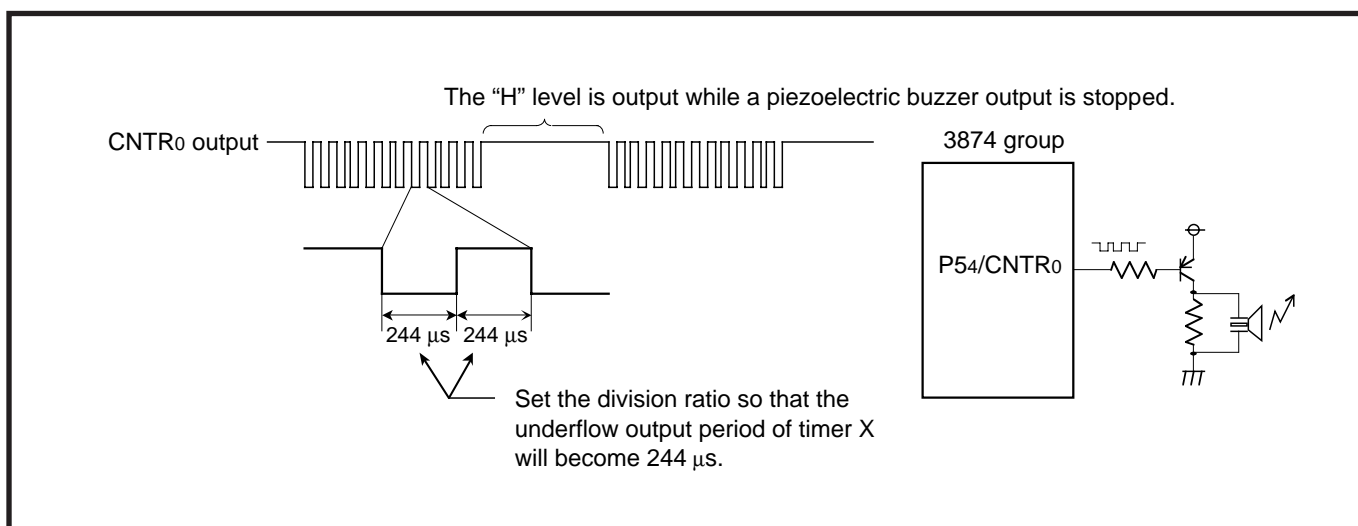 The “H” level is output while a piezoelectric buzzer output is stopped.
CNTR0 output
3874 group
P54/CNTR0
244 μs 244 μs
Set the division ratio so that the
underflow output period of timer X
will become 244 μs.